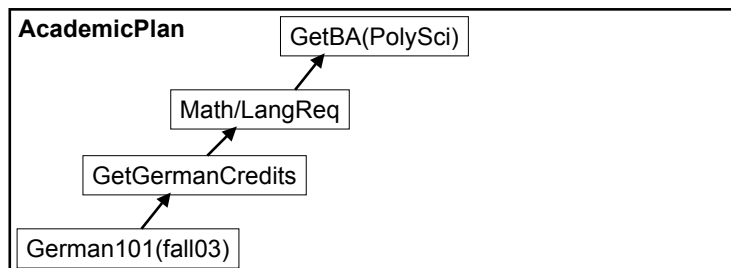 AcademicPlan
GetBA(PolySci)
Math/LangReq
GetGermanCredits
German101(fall03)